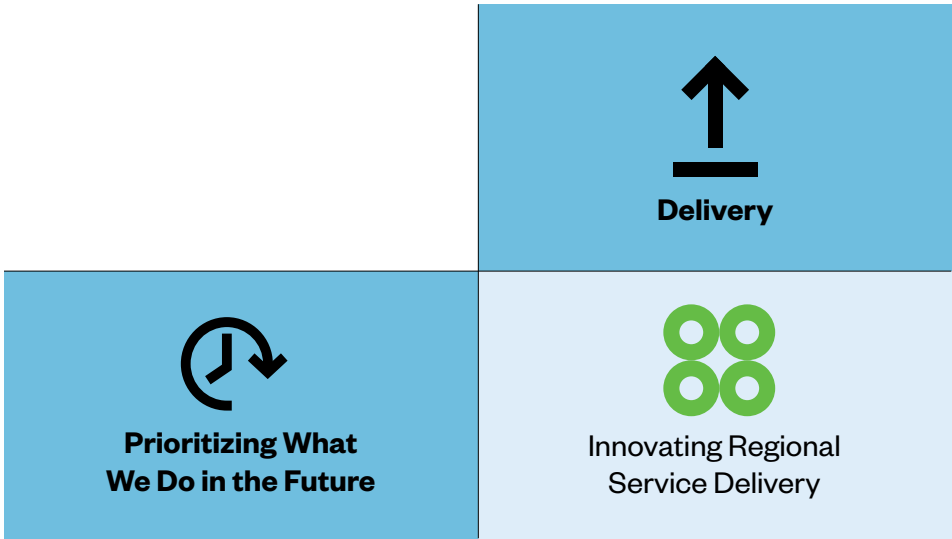 Delivery
Prioritizing What
We Do in the Future
Innovating Regional
Service Delivery